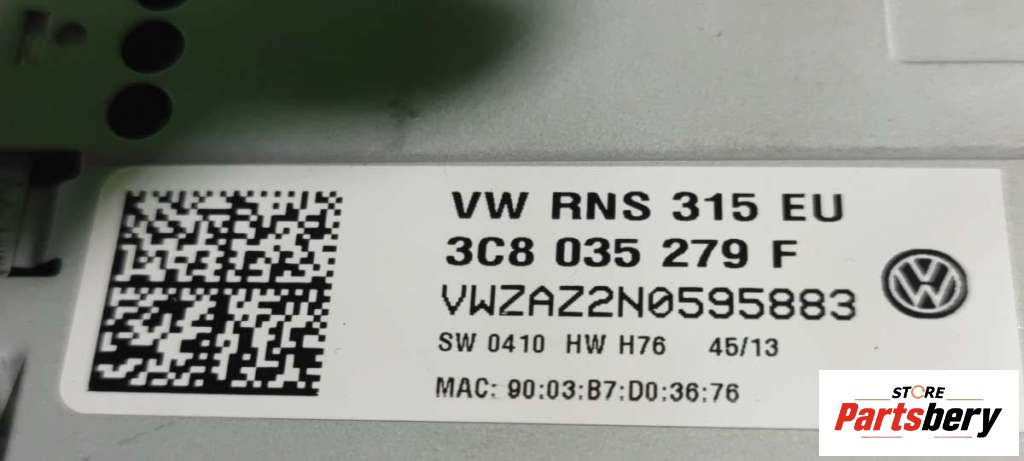 VW RNS 315 EU
3C8 035 279 F
VWZAZ2N0595883
SW 0410 HW H76 45/13
MAC: 90:03:B7:D0:36:76
VW
STORE
Partsbery